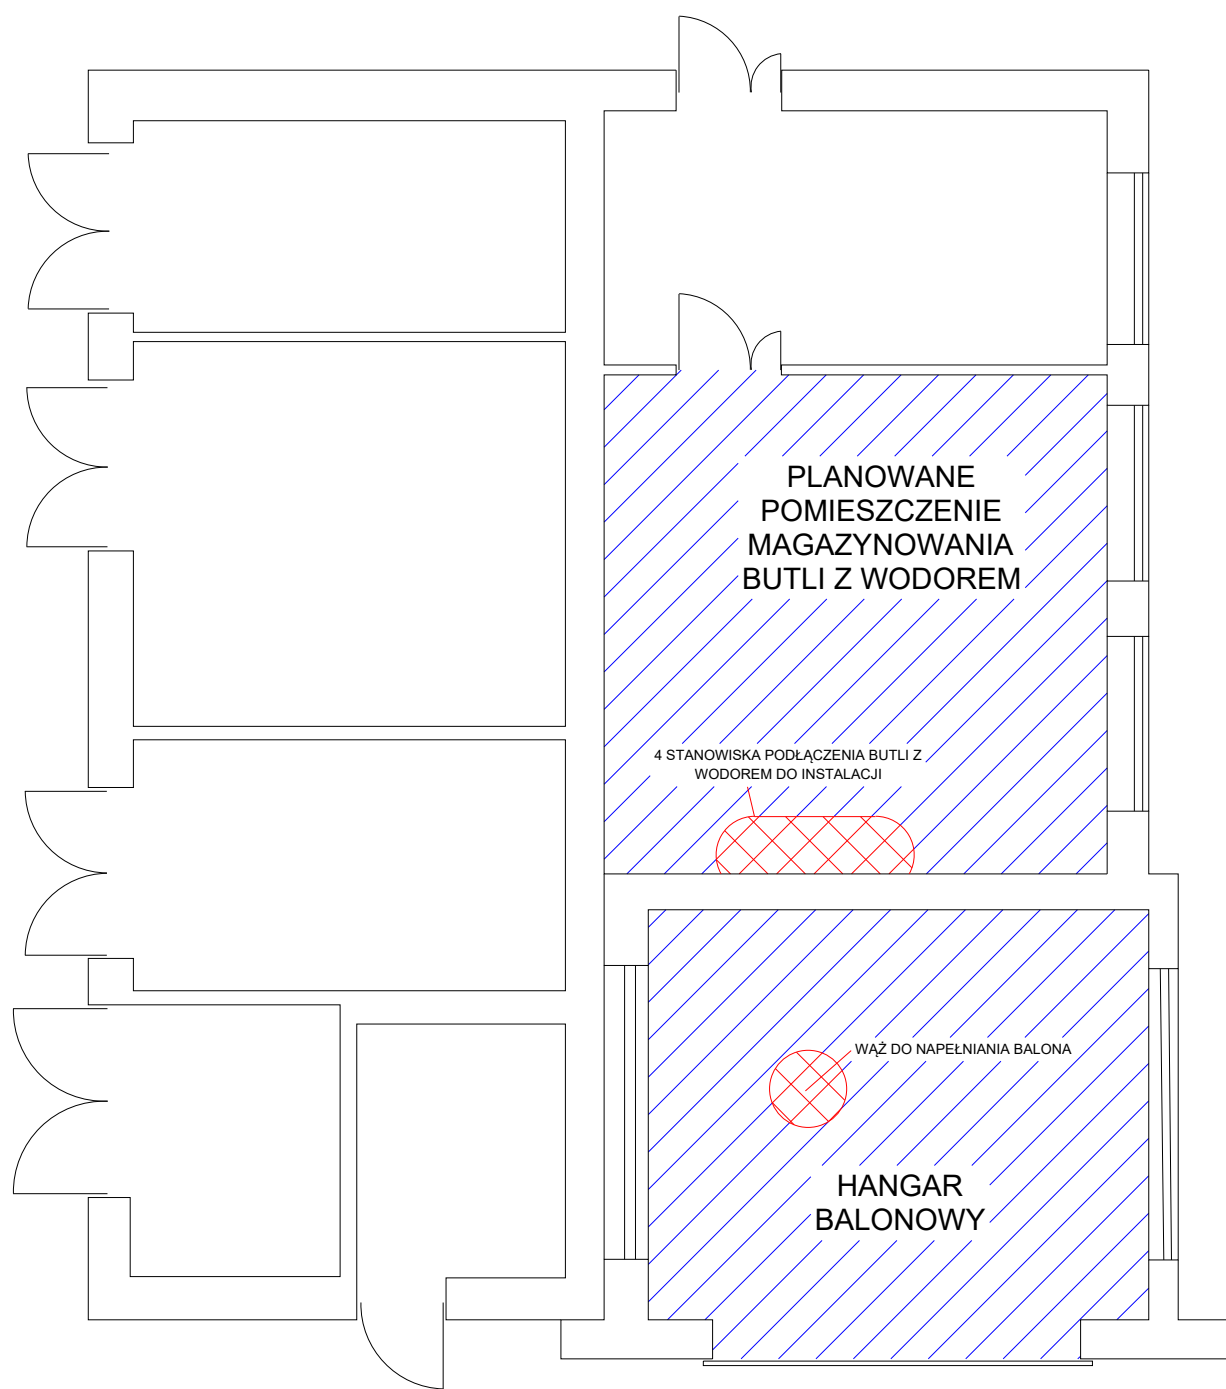 PLANOWANE
POMIESZCZENIE
MAGAZYNOWANIA
BUTLI Z WODOREM
4 STANOWISKA PODŁĄCZENIA BUTLI Z
WODOREM DO INSTALACJI
WĄŻ DO NAPEŁNIANIA BALONA
HANGAR
BALONOWY